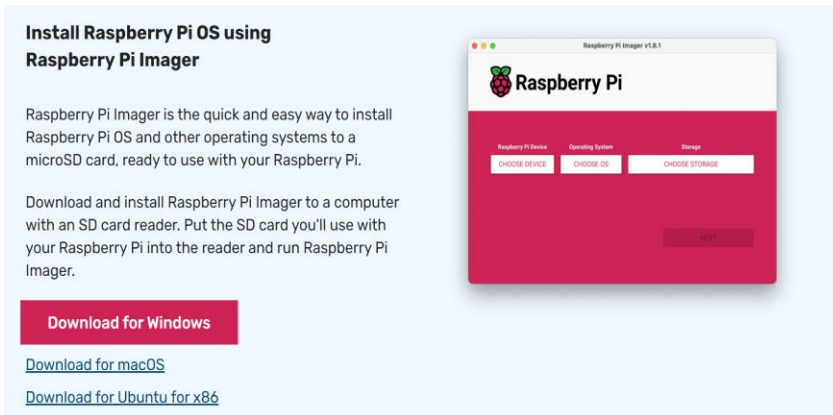 Install Raspberry Pi OS using
Raspberry Pi Imager
Raspberry Pi Imager is the quick and easy way to install
Raspberry Pi OS and other operating systems to a
microSD card, ready to use with your Raspberry Pi.
Download and install Raspberry Pi Imager to a computer
with an SD card reader. Put the SD card you'll use with
your Raspberry Pi into the reader and run Raspberry Pi
Imager.
Download for Windows
Download for macOS
Download for Ubuntu for x86
Raspberry Pi Imager v1.8.1
Raspberry Pi
Raspberry Pi Device Operating System Storage
CHOOSE DEVICE CHOOSE OS CHOOSE STORAGE
NEXT